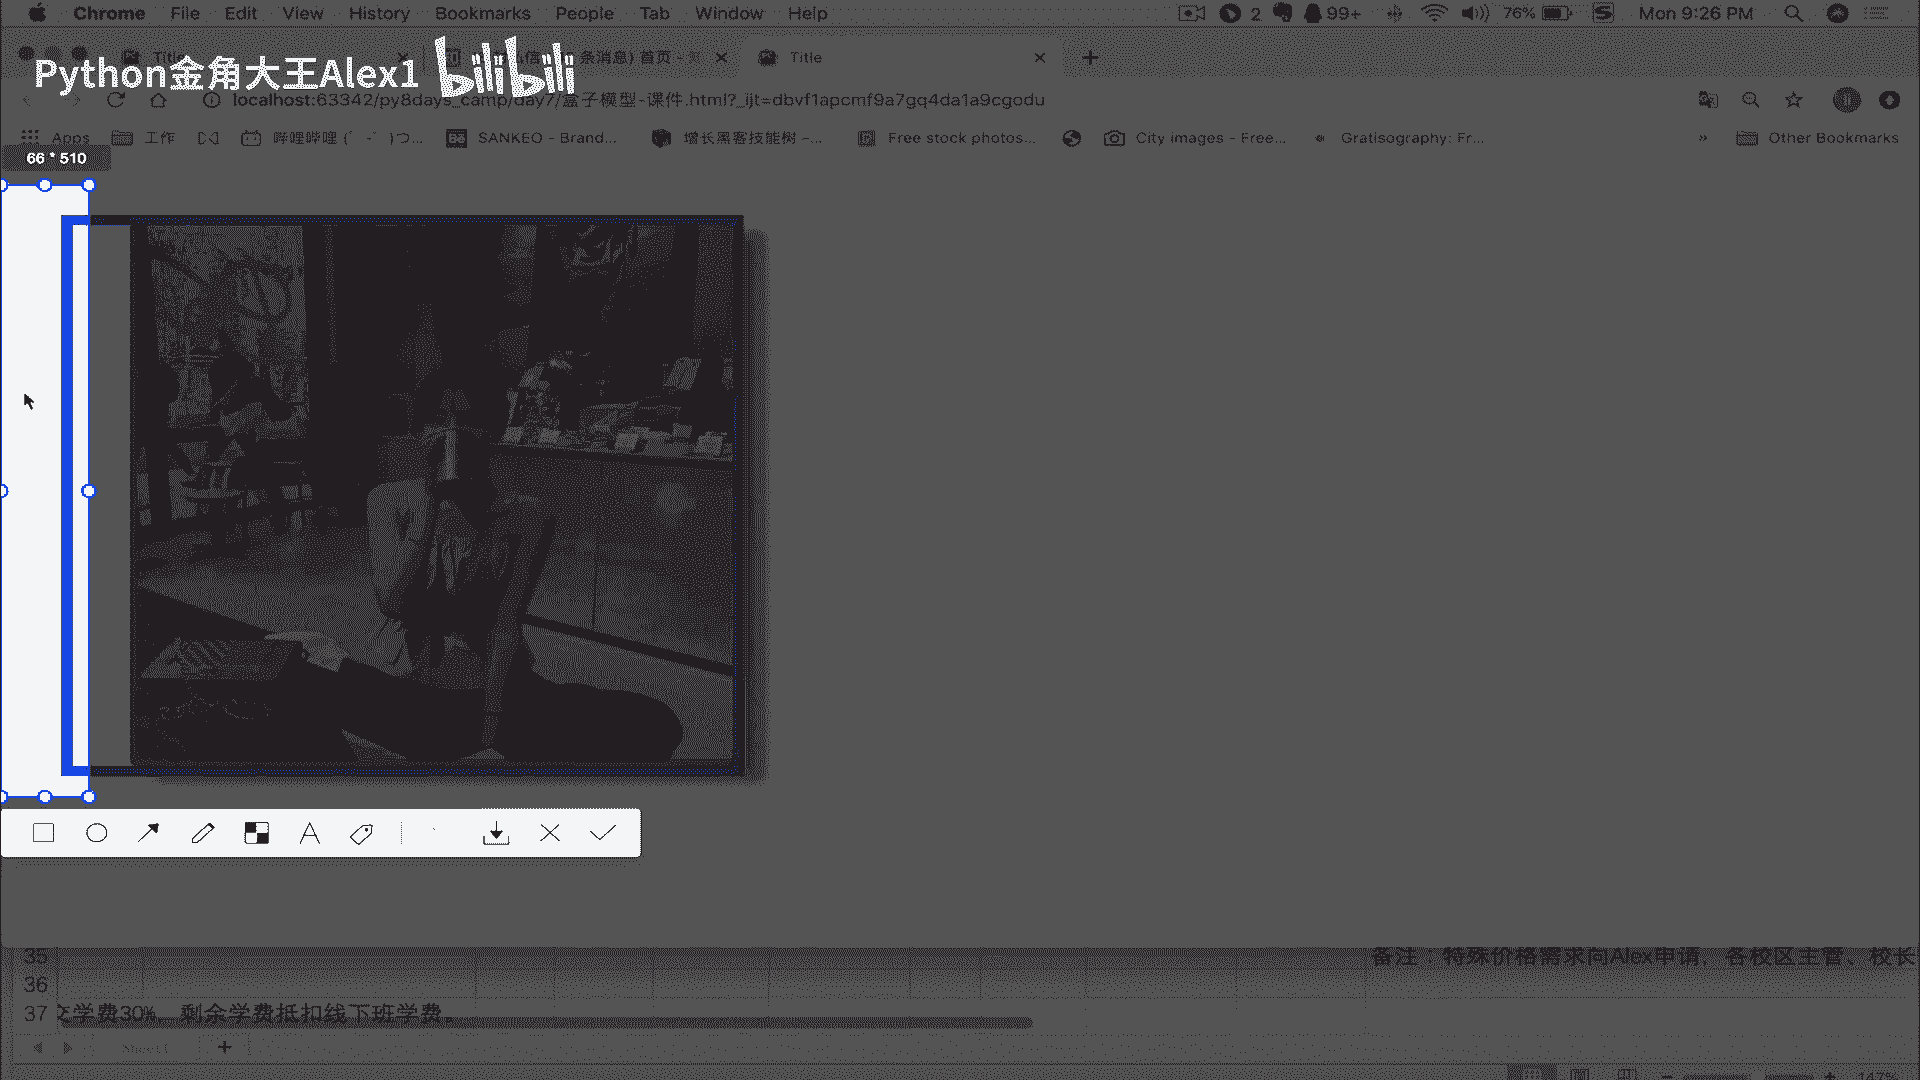 Chrome File Edit View History Bookmarks People Tab Window Help 2 99+ 76% S Mon 9:26 PM
Title
条消息) 首页 - 知
Title
Python金角大王Alex1 bilibili
localhost:63342/py8days_camp/day7/盒子模型-课件.html?_ijt=dbvf1apcmf9a7gq4da1a9cgodu
Apps 工作 哔哩哔哩 (゜-゜)つ... Bē SANKEO - Brand... 增长黑客技能树 –... Free stock photos... City images - Free... Gratisography: Fr... » Other Bookmarks
66 * 510
A
35 备注：特殊价格需求向Alex申请，各校区主管、校长
36
37 交学费30%，剩余学费抵扣线下班学费。
Sheet1 +
147%